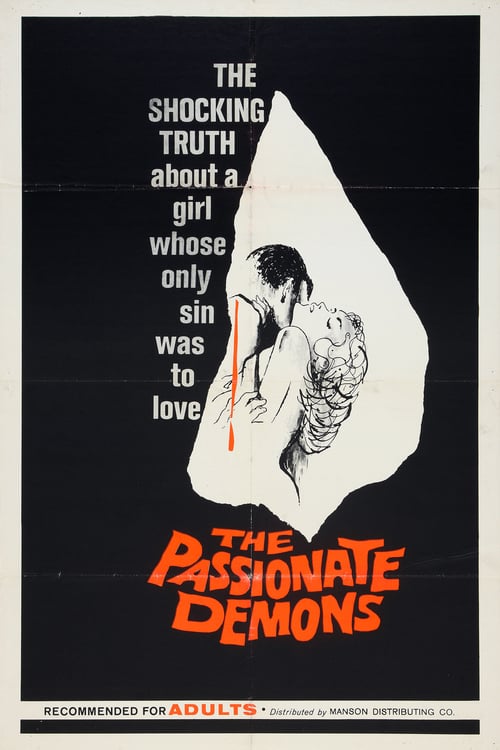 THE
SHOCKING
TRUTH
about a
girl
whose
only
sin
was
to
love
THE
PASSIONATE
DEMONS
RECOMMENDED FOR ADULTS • Distributed by MANSON DISTRIBUTING CO.